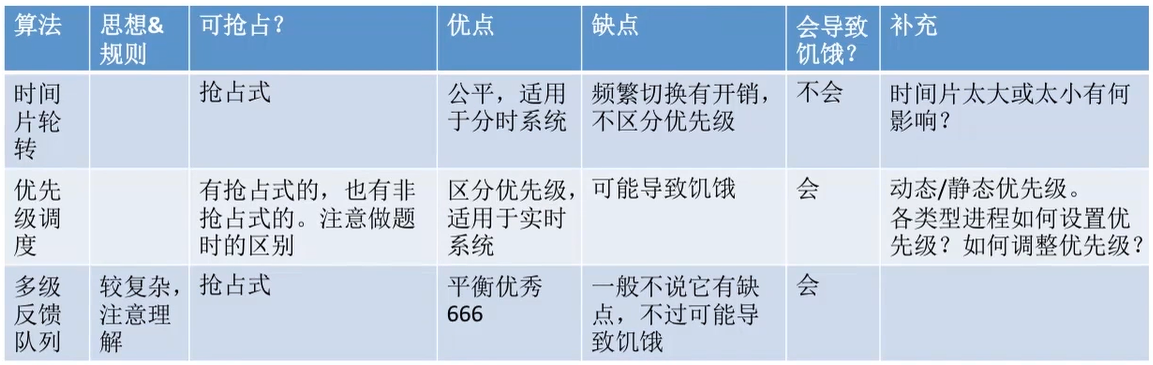 算法
思想&
规则
可抢占？
优点
缺点
会导致
饥饿？
补充
时间
片轮
转
抢占式
公平，适用
于分时系统
频繁切换有开销，
不区分优先级
不会
时间片太大或太小有何
影响？
优先
级调
度
有抢占式的，也有非
抢占式的。注意做题
时的区别
区分优先级，
适用于实时
系统
可能导致饥饿
会
动态/静态优先级。
各类型进程如何设置优
先级？如何调整优先级？
多级
反馈
队列
较复杂，
注意理
解
抢占式
平衡优秀
666
一般不说它有缺
点，不过可能导
致饥饿
会